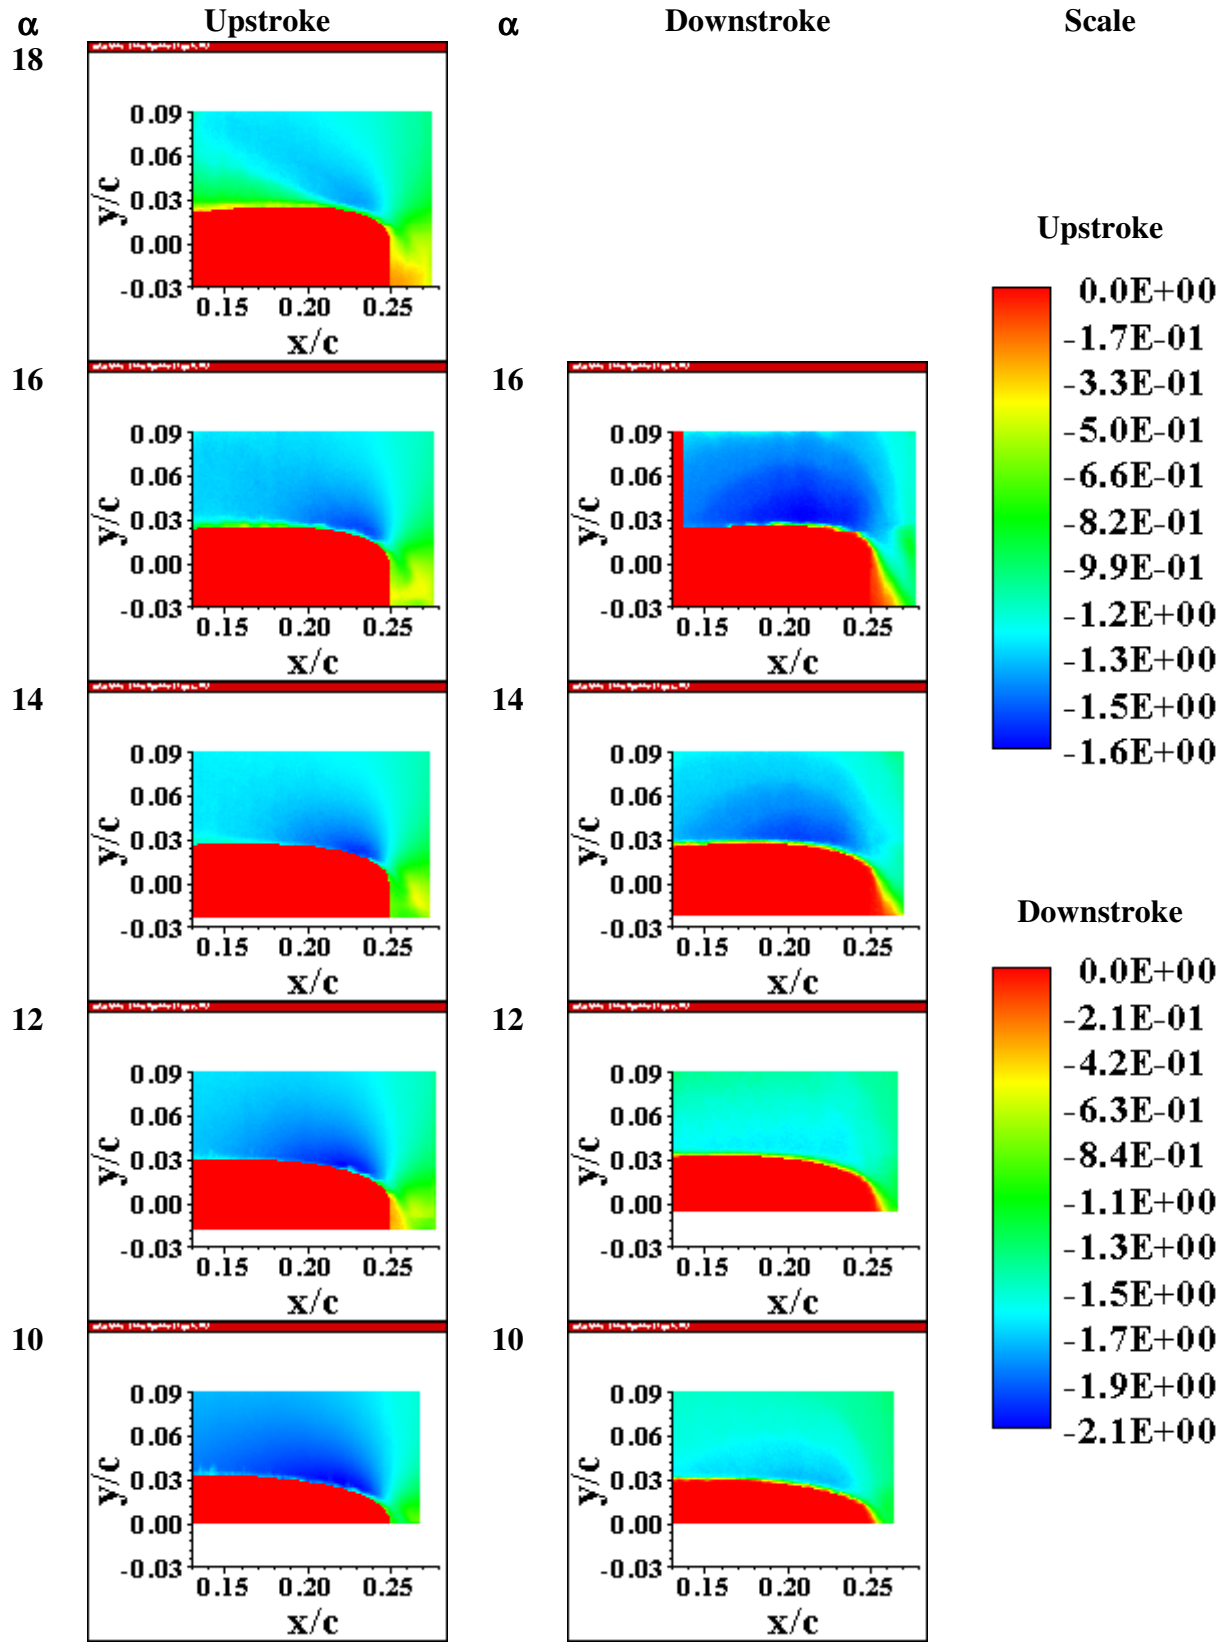 α Upstroke α Downstroke Scale
18
0.09
0.06
0.03
0.00
-0.03
y/c
0.15 0.20 0.25
x/c
16
0.09
0.06
0.03
0.00
-0.03
y/c
0.15 0.20 0.25
x/c
16
0.09
0.06
0.03
0.00
-0.03
y/c
0.15 0.20 0.25
x/c
14
0.09
0.06
0.03
0.00
-0.03
y/c
0.15 0.20 0.25
x/c
14
0.09
0.06
0.03
0.00
-0.03
y/c
0.15 0.20 0.25
x/c
12
0.09
0.06
0.03
0.00
-0.03
y/c
0.15 0.20 0.25
x/c
12
0.09
0.06
0.03
0.00
-0.03
y/c
0.15 0.20 0.25
x/c
10
0.09
0.06
0.03
0.00
-0.03
y/c
0.15 0.20 0.25
x/c
10
0.09
0.06
0.03
0.00
-0.03
y/c
0.15 0.20 0.25
x/c
Upstroke
0.0E+00
-1.7E-01
-3.3E-01
-5.0E-01
-6.6E-01
-8.2E-01
-9.9E-01
-1.2E+00
-1.3E+00
-1.5E+00
-1.6E+00
Downstroke
0.0E+00
-2.1E-01
-4.2E-01
-6.3E-01
-8.4E-01
-1.1E+00
-1.3E+00
-1.5E+00
-1.7E+00
-1.9E+00
-2.1E+00